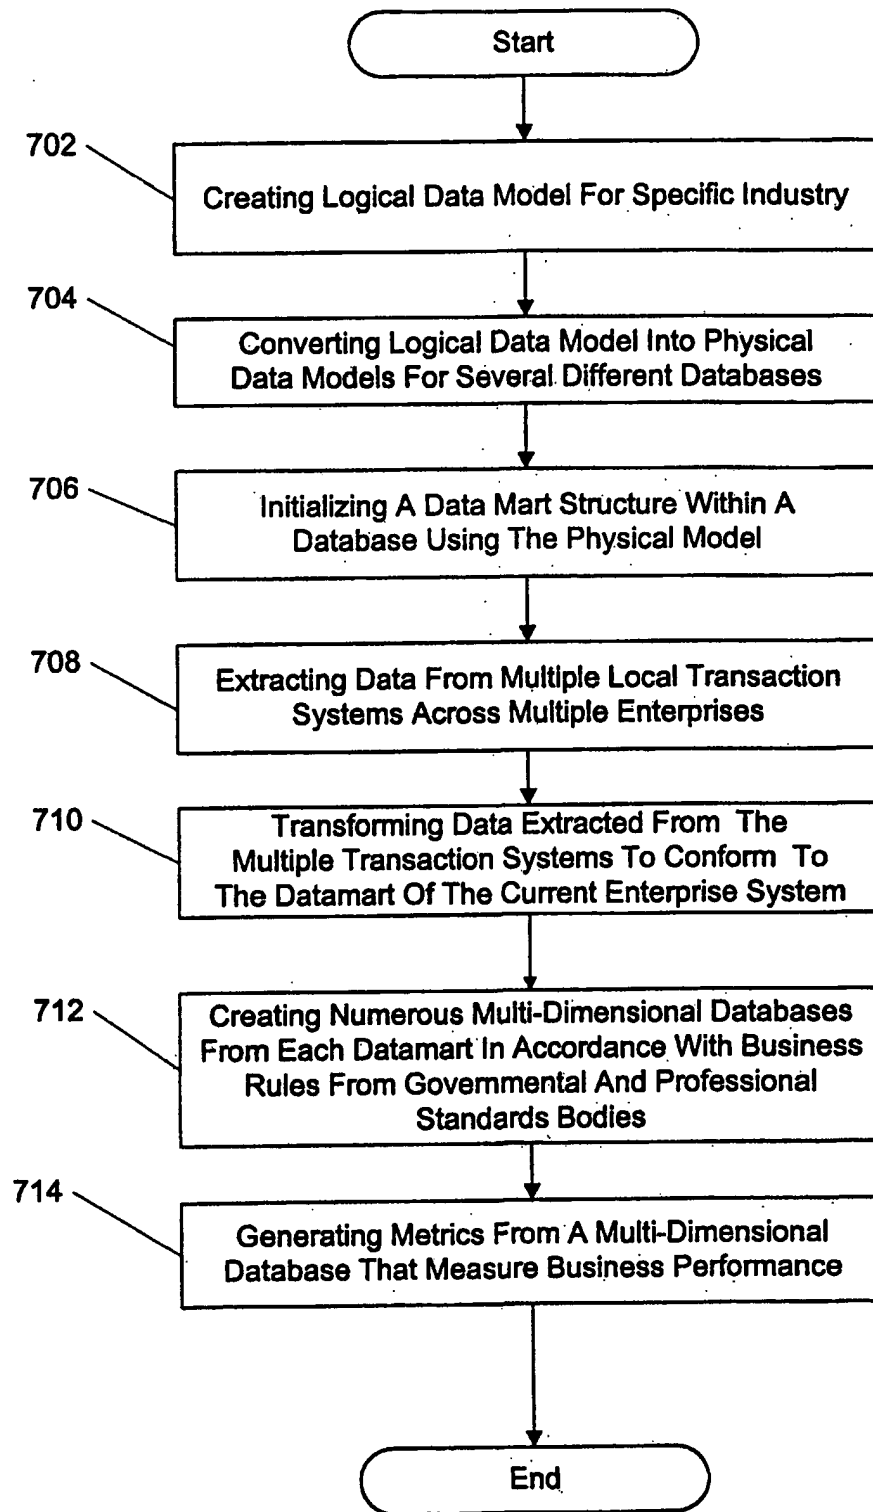 Start
702
Creating Logical Data Model For Specific Industry
704
Converting Logical Data Model Into Physical
Data Models For Several Different Databases
706
Initializing A Data Mart Structure Within A
Database Using The Physical Model
708
Extracting Data From Multiple Local Transaction
Systems Across Multiple Enterprises
710
Transforming Data Extracted From The
Multiple Transaction Systems To Conform To
The Datamart Of The Current Enterprise System
712
Creating Numerous Multi-Dimensional Databases
From Each Datamart In Accordance With Business
Rules From Governmental And Professional
Standards Bodies
714
Generating Metrics From A Multi-Dimensional
Database That Measure Business Performance
End